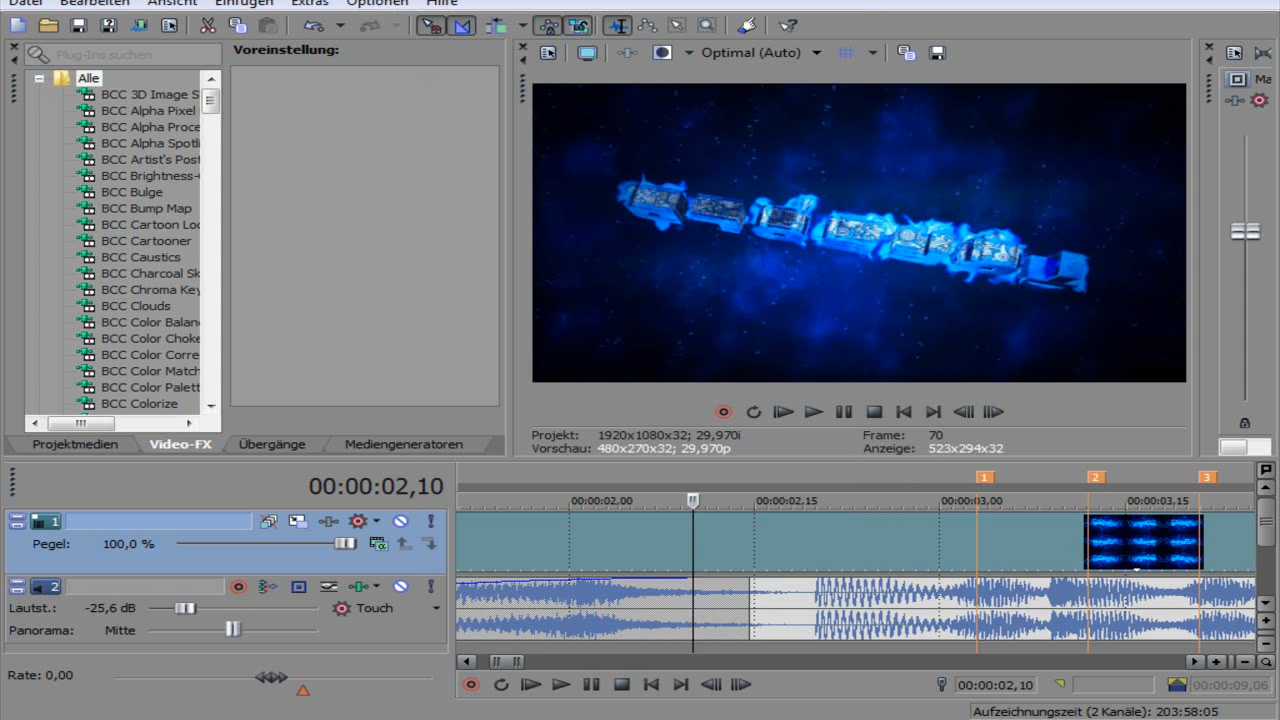 Datei Bearbeiten Ansicht Einfügen Extras Optionen Hilfe
Plug-Ins suchen
Voreinstellung:
Optimal (Auto)
Ma
Alle
BCC 3D Image S
BCC Alpha Pixel
BCC Alpha Proce
BCC Alpha Spotli
BCC Artist's Post
BCC Brightness-
BCC Bulge
BCC Bump Map
BCC Cartoon Loo
BCC Cartooner
BCC Caustics
BCC Charcoal Sk
BCC Chroma Key
BCC Clouds
BCC Color Balan
BCC Color Choke
BCC Color Corre
BCC Color Match
BCC Color Palett
BCC Colorize
Projektmedien Video-FX Übergänge Mediengeneratoren
Projekt: 1920x1080x32; 29,970i Frame: 70
Vorschau: 480x270x32; 29,970p Anzeige: 523x294x32
00:00:02,10
1 2 3
00:00:02,00 00:00:02,15 00:00:03,00 00:00:03,15
1
Pegel: 100,0 %
2
Lautst.: -25,6 dB Touch
Panorama: Mitte
Rate: 0,00
00:00:02,10 00:00:09,06
Aufzeichnungszeit (2 Kanäle): 203:58:05